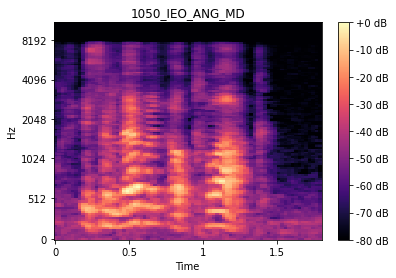 1050_IEO_ANG_MD
+0 dB
8192
-10 dB
4096
-20 dB
-30 dB
2048
Hz
-40 dB
1024
-50 dB
512
-60 dB
-70 dB
0
-80 dB
0 0.5 1 1.5
Time